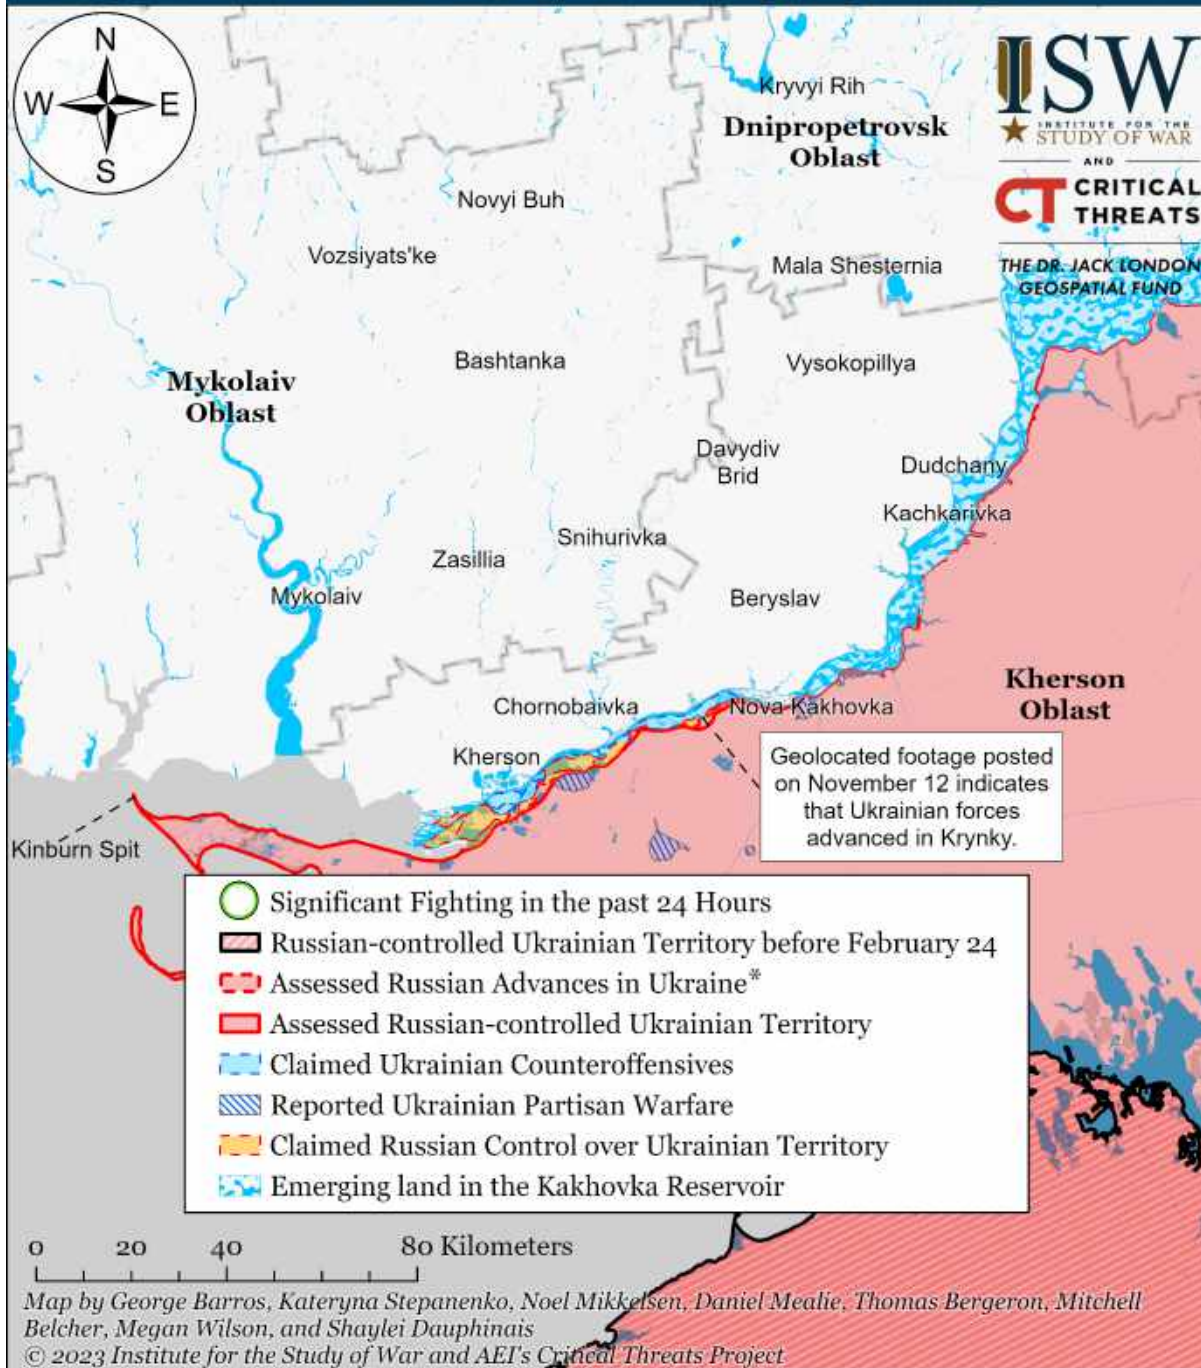 N
W
E
S
ISW
INSTITUTE FOR THE
STUDY OF WAR
AND
CT CRITICAL
THREATS
THE DR. JACK LONDON
GEOSPATIAL FUND
Kryvyi Rih
Dnipropetrovsk
Oblast
Novyi Buh
Vozsiyats'ke
Mala Shesternia
Bashtanka
Vysokopillya
Mykolaiv
Oblast
Davydiv
Brid
Dudchany
Kachkarivka
Snihurivka
Zasillia
Mykolaiv
Beryslav
Kherson
Oblast
Chornobaivka
Nova Kakhovka
Kherson
Geolocated footage posted
on November 12 indicates
that Ukrainian forces
advanced in Krynky.
Kinburn Spit
Significant Fighting in the past 24 Hours
Russian-controlled Ukrainian Territory before February 24
Assessed Russian Advances in Ukraine*
Assessed Russian-controlled Ukrainian Territory
Claimed Ukrainian Counteroffensives
Reported Ukrainian Partisan Warfare
Claimed Russian Control over Ukrainian Territory
Emerging land in the Kakhovka Reservoir
0 20 40 80 Kilometers
Map by George Barros, Kateryna Stepanenko, Noel Mikkelsen, Daniel Mealie, Thomas Bergeron, Mitchell
Belcher, Megan Wilson, and Shaylei Dauphinais
© 2023 Institute for the Study of War and AEI's Critical Threats Project